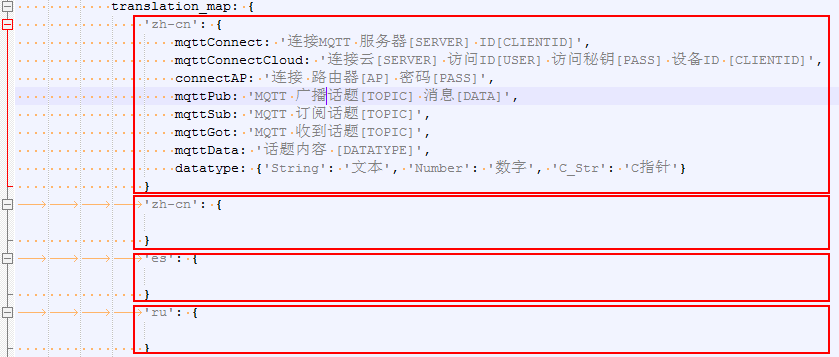 translation_map: {
'zh-cn': {
mqttConnect: '连接MQTT 服务器[SERVER] ID[CLIENTID]',
mqttConnectCloud: '连接云[SERVER] 访问ID[USER] 访问秘钥[PASS] 设备ID [CLIENTID]',
connectAP: '连接 路由器[AP] 密码[PASS]',
mqttPub: 'MQTT 广播话题[TOPIC] 消息[DATA]',
mqttSub: 'MQTT 订阅话题[TOPIC]',
mqttGot: 'MQTT 收到话题[TOPIC]',
mqttData: '话题内容 [DATATYPE]',
datatype: {'String': '文本', 'Number': '数字', 'C_Str': 'C指针'}
}
'zh-cn': {
}
'es': {
}
'ru': {
}